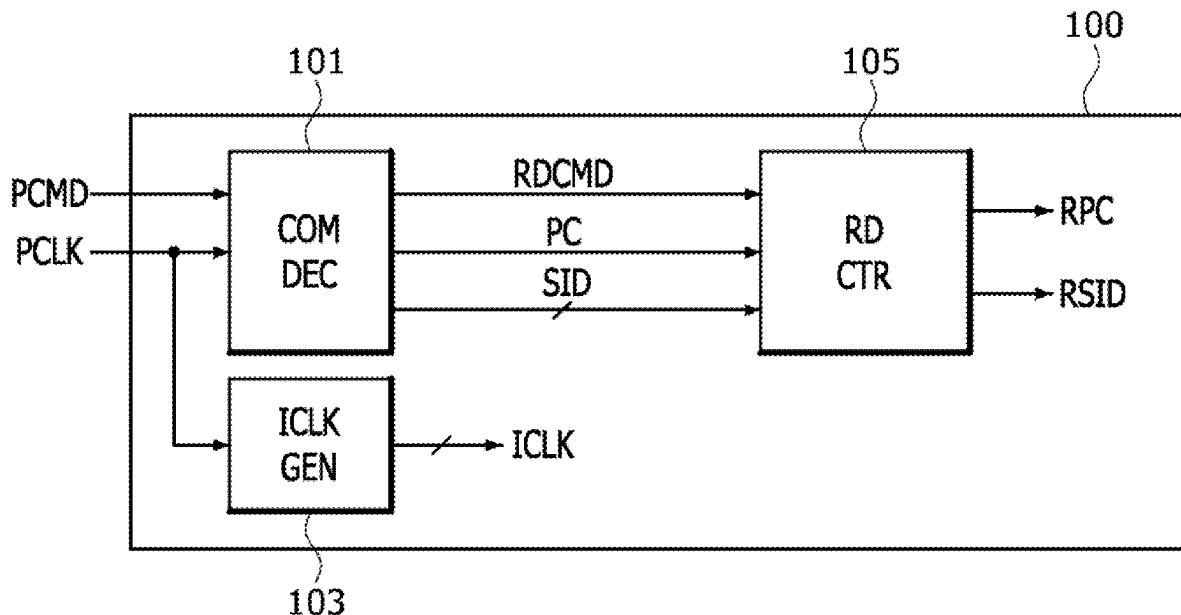 100
101
105
PCMD
PCLK
COM
DEC
RDCMD
PC
SID
RD
CTR
RPC
RSID
ICLK
GEN
ICLK
103